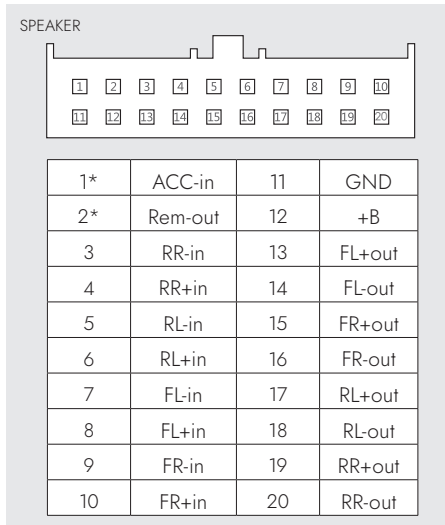 SPEAKER
1 2 3 4 5 6 7 8 9 10
11 12 13 14 15 16 17 18 19 20
1* ACC-in 11 GND
2* Rem-out 12 +B
3 RR-in 13 FL+out
4 RR+in 14 FL-out
5 RL-in 15 FR+out
6 RL+in 16 FR-out
7 FL-in 17 RL+out
8 FL+in 18 RL-out
9 FR-in 19 RR+out
10 FR+in 20 RR-out